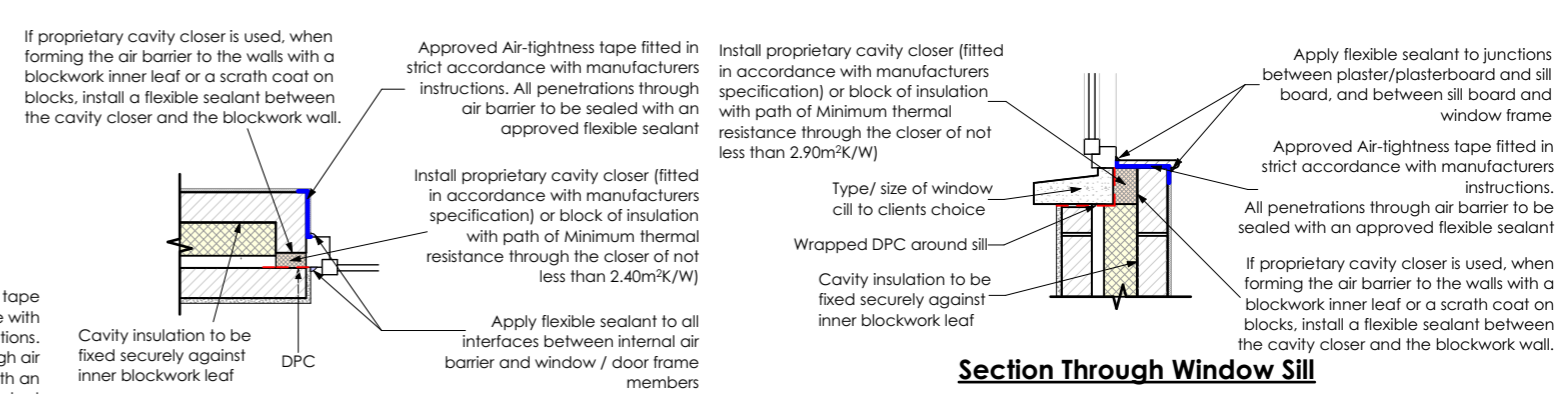 If proprietary cavity closer is used, when
forming the air barrier to the walls with a
blockwork inner leaf or a scrath coat on
blocks, install a flexible sealant between
the cavity closer and the blockwork wall.
Approved Air-tightness tape fitted in
strict accordance with manufacturers
instructions. All penetrations through
air barrier to be sealed with an
approved flexible sealant
Install proprietary cavity closer (fitted
in accordance with manufacturers
specification) or block of insulation
with path of Minimum thermal
resistance through the closer of not
less than 2.40m²K/W)
tape
with
tions.
gh air
th an
Cavity insulation to be
fixed securely against
inner blockwork leaf
DPC
Apply flexible sealant to all
interfaces between internal air
barrier and window / door frame
members
Install proprietary cavity closer (fitted
in accordance with manufacturers
specification) or block of insulation
with path of Minimum thermal
resistance through the closer of not
less than 2.90m²K/W)
Type/ size of window
cill to clients choice
Wrapped DPC around sill
Cavity insulation to be
fixed securely against
inner blockwork leaf
Apply flexible sealant to junctions
between plaster/plasterboard and sill
board, and between sill board and
window frame
Approved Air-tightness tape fitted in
strict accordance with manufacturers
instructions.
All penetrations through air barrier to be
sealed with an approved flexible sealant
If proprietary cavity closer is used, when
forming the air barrier to the walls with a
blockwork inner leaf or a scrath coat on
blocks, install a flexible sealant between
the cavity closer and the blockwork wall.
Section Through Window Sill